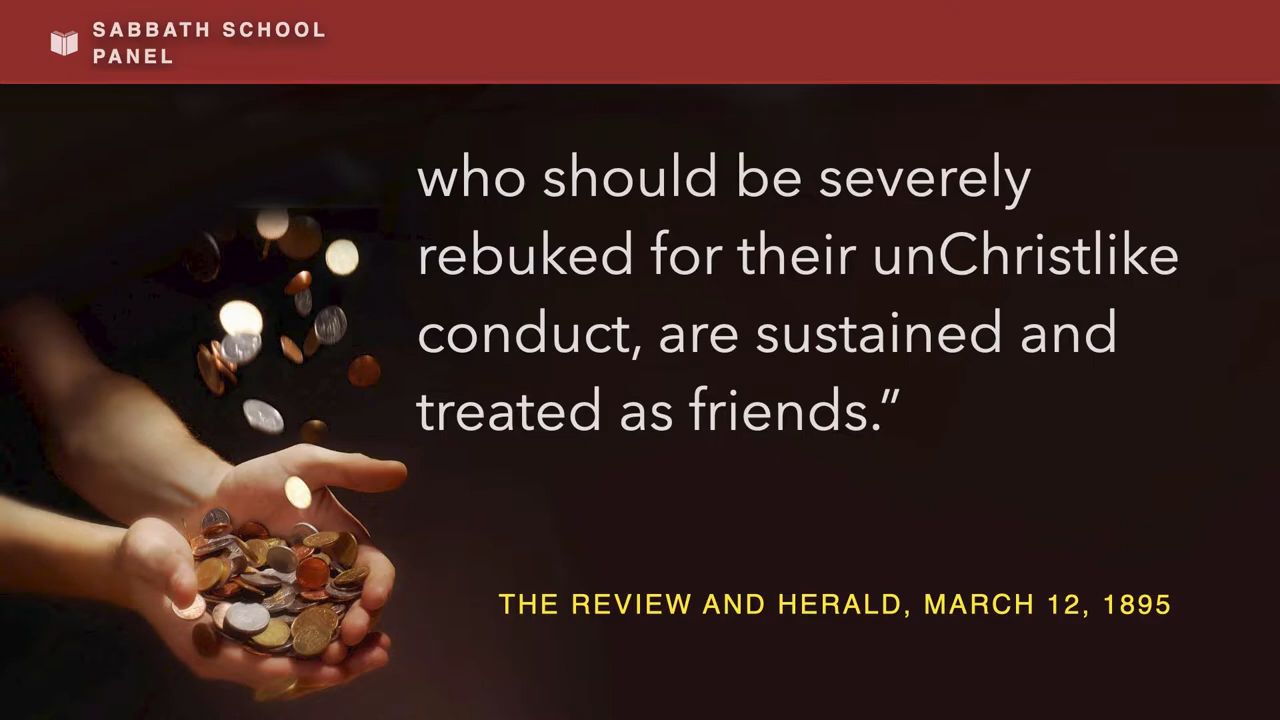 SABBATH SCHOOL
PANEL
who should be severely
rebuked for their unChristlike
conduct, are sustained and
treated as friends.”
THE REVIEW AND HERALD, MARCH 12, 1895